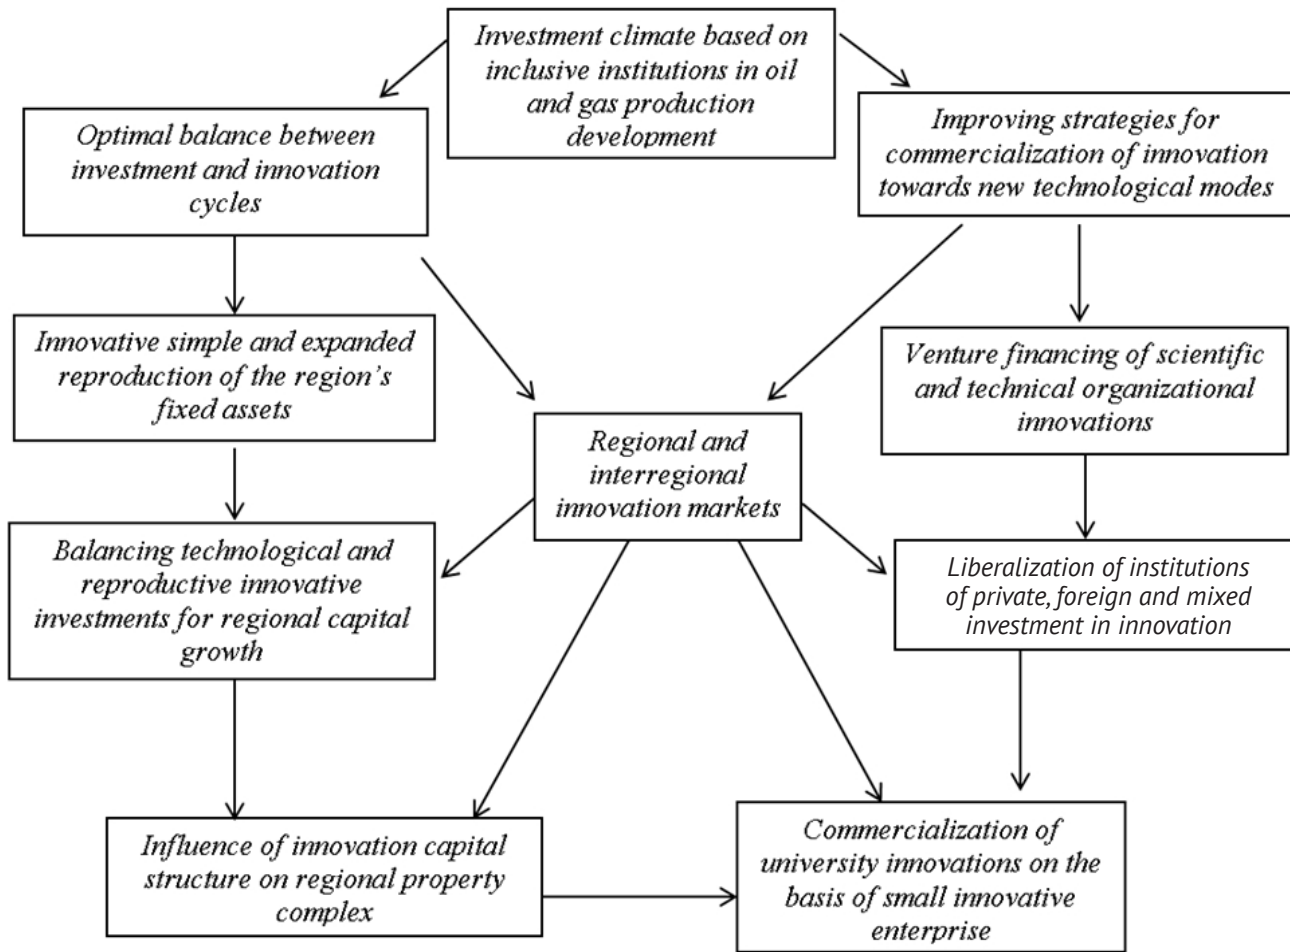 Investment climate based on
inclusive institutions in oil
and gas production
development
Optimal balance between
investment and innovation
cycles
Improving strategies for
commercialization of innovation
towards new technological modes
Innovative simple and expanded
reproduction of the region’s
fixed assets
Venture financing of scientific
and technical organizational
innovations
Regional and
interregional
innovation markets
Balancing technological and
reproductive innovative
investments for regional capital
growth
Liberalization of institutions
of private, foreign and mixed
investment in innovation
Influence of innovation capital
structure on regional property
complex
Commercialization of
university innovations on the
basis of small innovative
enterprise